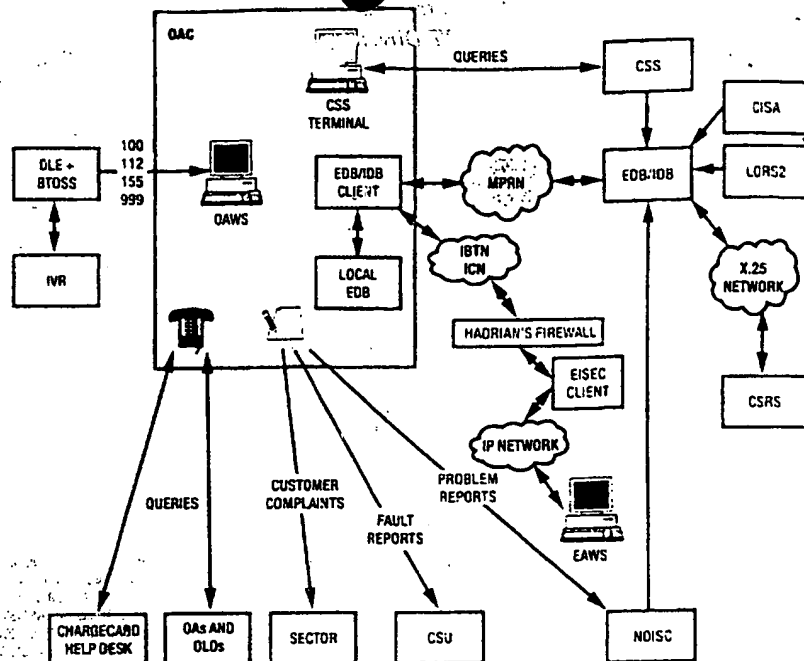 OAC
QUERIES
CSS
CSS
TERMINAL
CISA
100
112
155
999
DLE +
BTOSS
OAWS
EDB/IDB
CLIENT
MPRN
EDB/IDB
LORS2
IVR
LOCAL
EDB
IBTN
ICN
X.25
NETWORK
HADRIAN'S FIREWALL
EISEC
CLIENT
CSRS
IP NETWORK
QUERIES
CUSTOMER
COMPLAINTS
PROBLEM
REPORTS
FAULT
REPORTS
EAWS
CHARGECARD
HELP DESK
OAs AND
OLOs
SECTOR
CSU
NOISC